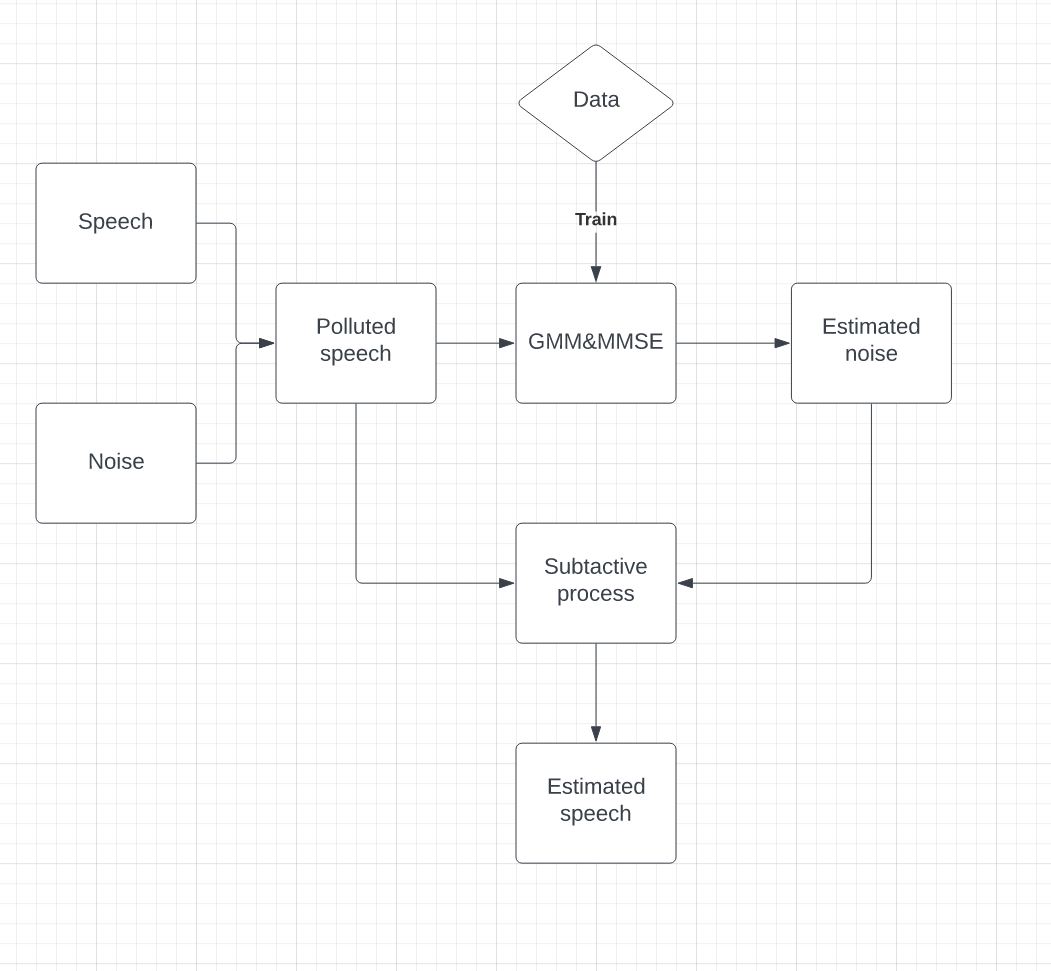 Data
Speech
Train
Polluted
speech
GMM&MMSE
Estimated
noise
Noise
Subtactive
process
Estimated
speech